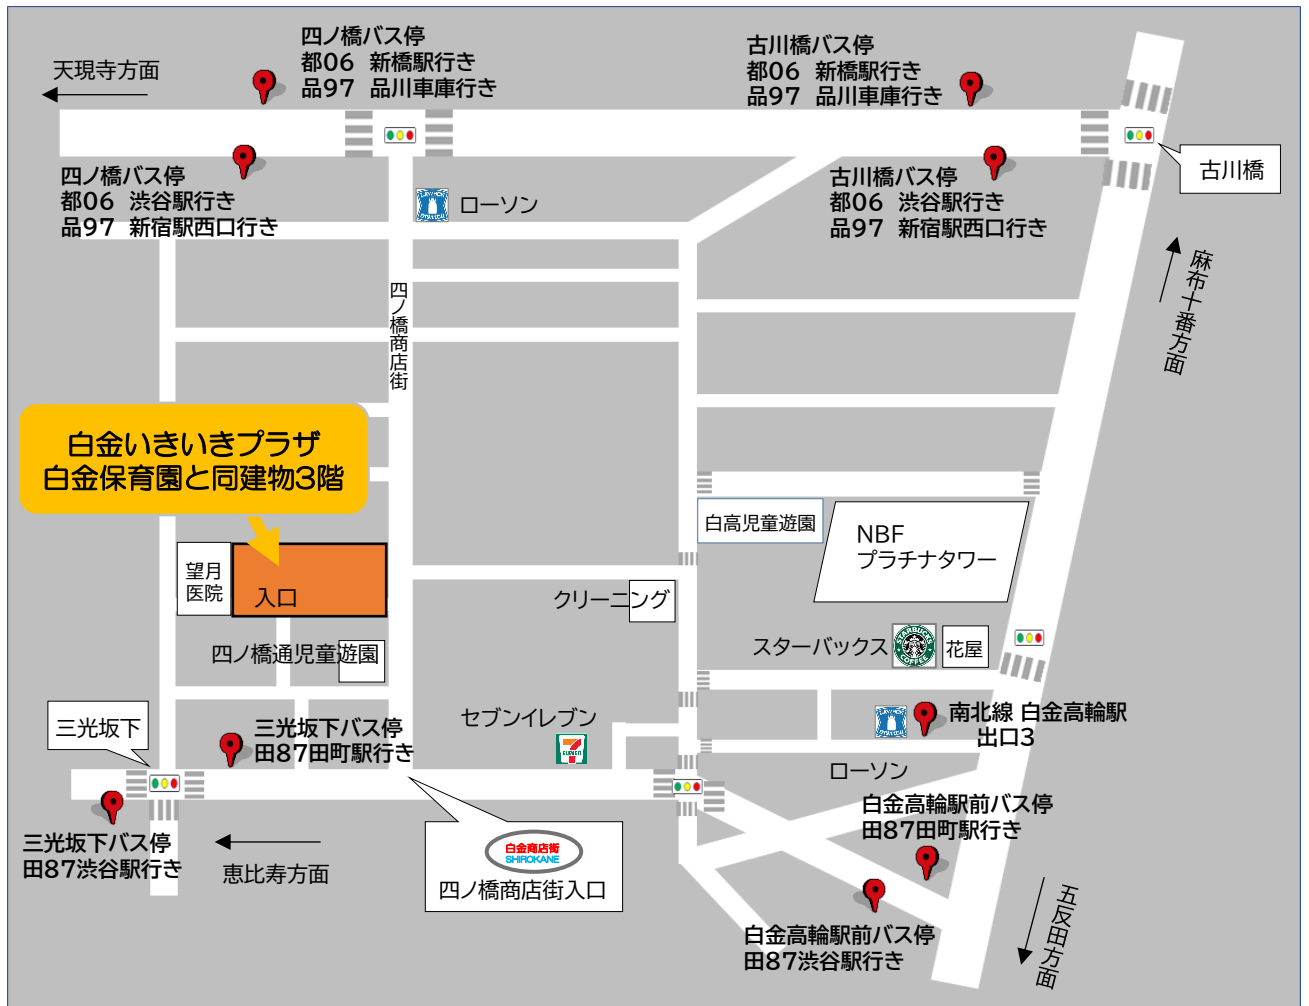 四ノ橋バス停
都06 新橋駅行き
品97 品川車庫行き
古川橋バス停
都06 新橋駅行き
品97 品川車庫行き
天現寺方面
四ノ橋バス停
都06 渋谷駅行き
品97 新宿駅西口行き
ローソン
古川橋バス停
都06 渋谷駅行き
品97 新宿駅西口行き
古川橋
麻布十番方面
四ノ橋商店街
白金いきいきプラザ
白金保育園と同建物3階
望月
医院
入口
四ノ橋通児童遊園
クリーニング
白高児童遊園
NBF
プラチナタワー
スターバックス
STARBUCKS
COFFEE
花屋
三光坂下
三光坂下バス停
田87田町駅行き
セブンイレブン
南北線 白金高輪駅
出口3
ローソン
白金高輪駅前バス停
田87田町駅行き
三光坂下バス停
田87渋谷駅行き
恵比寿方面
白金商店街
SHIROKANE
四ノ橋商店街入口
白金高輪駅前バス停
田87渋谷駅行き
五反田方面